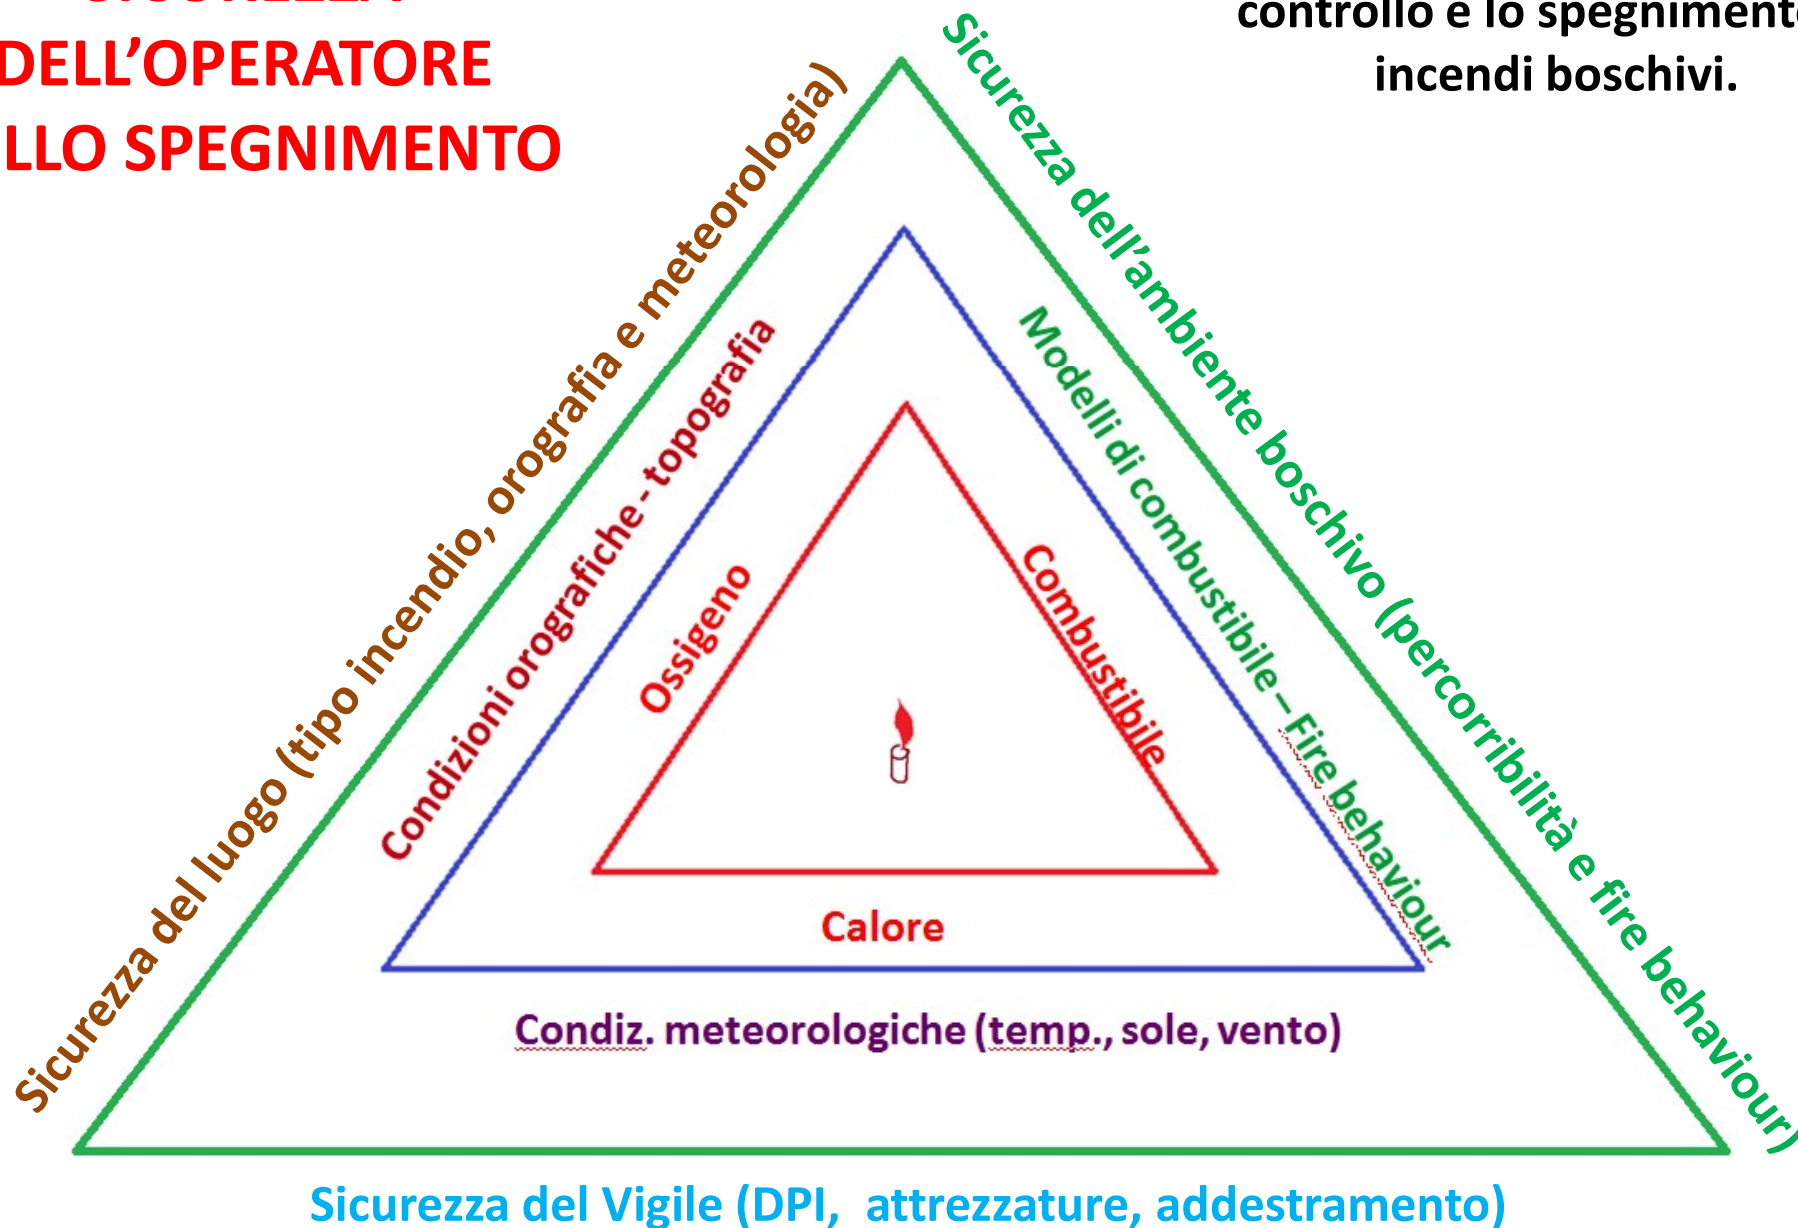 DELL’OPERATORE
LLO SPEGNIMENTO
controllo e lo spegnimento
incendi boschivi.
Sicurezza del luogo (tipo incendio, orografia e meteorologia)
Sicurezza dell’ambiente boschivo (percorribilità e fire behaviour)
Condizioni orografiche - topografia
Modelli di combustibile – Fire behaviour
Ossigeno
Combustibile
Calore
Condiz. meteorologiche (temp., sole, vento)
Sicurezza del Vigile (DPI, attrezzature, addestramento)